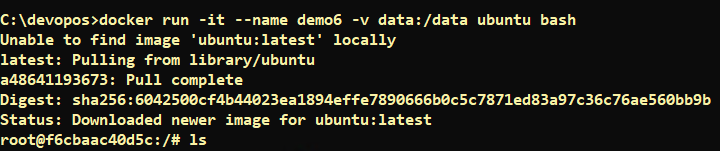 C:\devopos>docker run -it --name demo6 -v data:/data ubuntu bash
Unable to find image 'ubuntu:latest' locally
latest: Pulling from library/ubuntu
a48641193673: Pull complete
Digest: sha256:6042500cf4b44023ea1894effe7890666b0c5c7871ed83a97c36c76ae560bb9b
Status: Downloaded newer image for ubuntu:latest
root@f6cbaac40d5c:/# ls